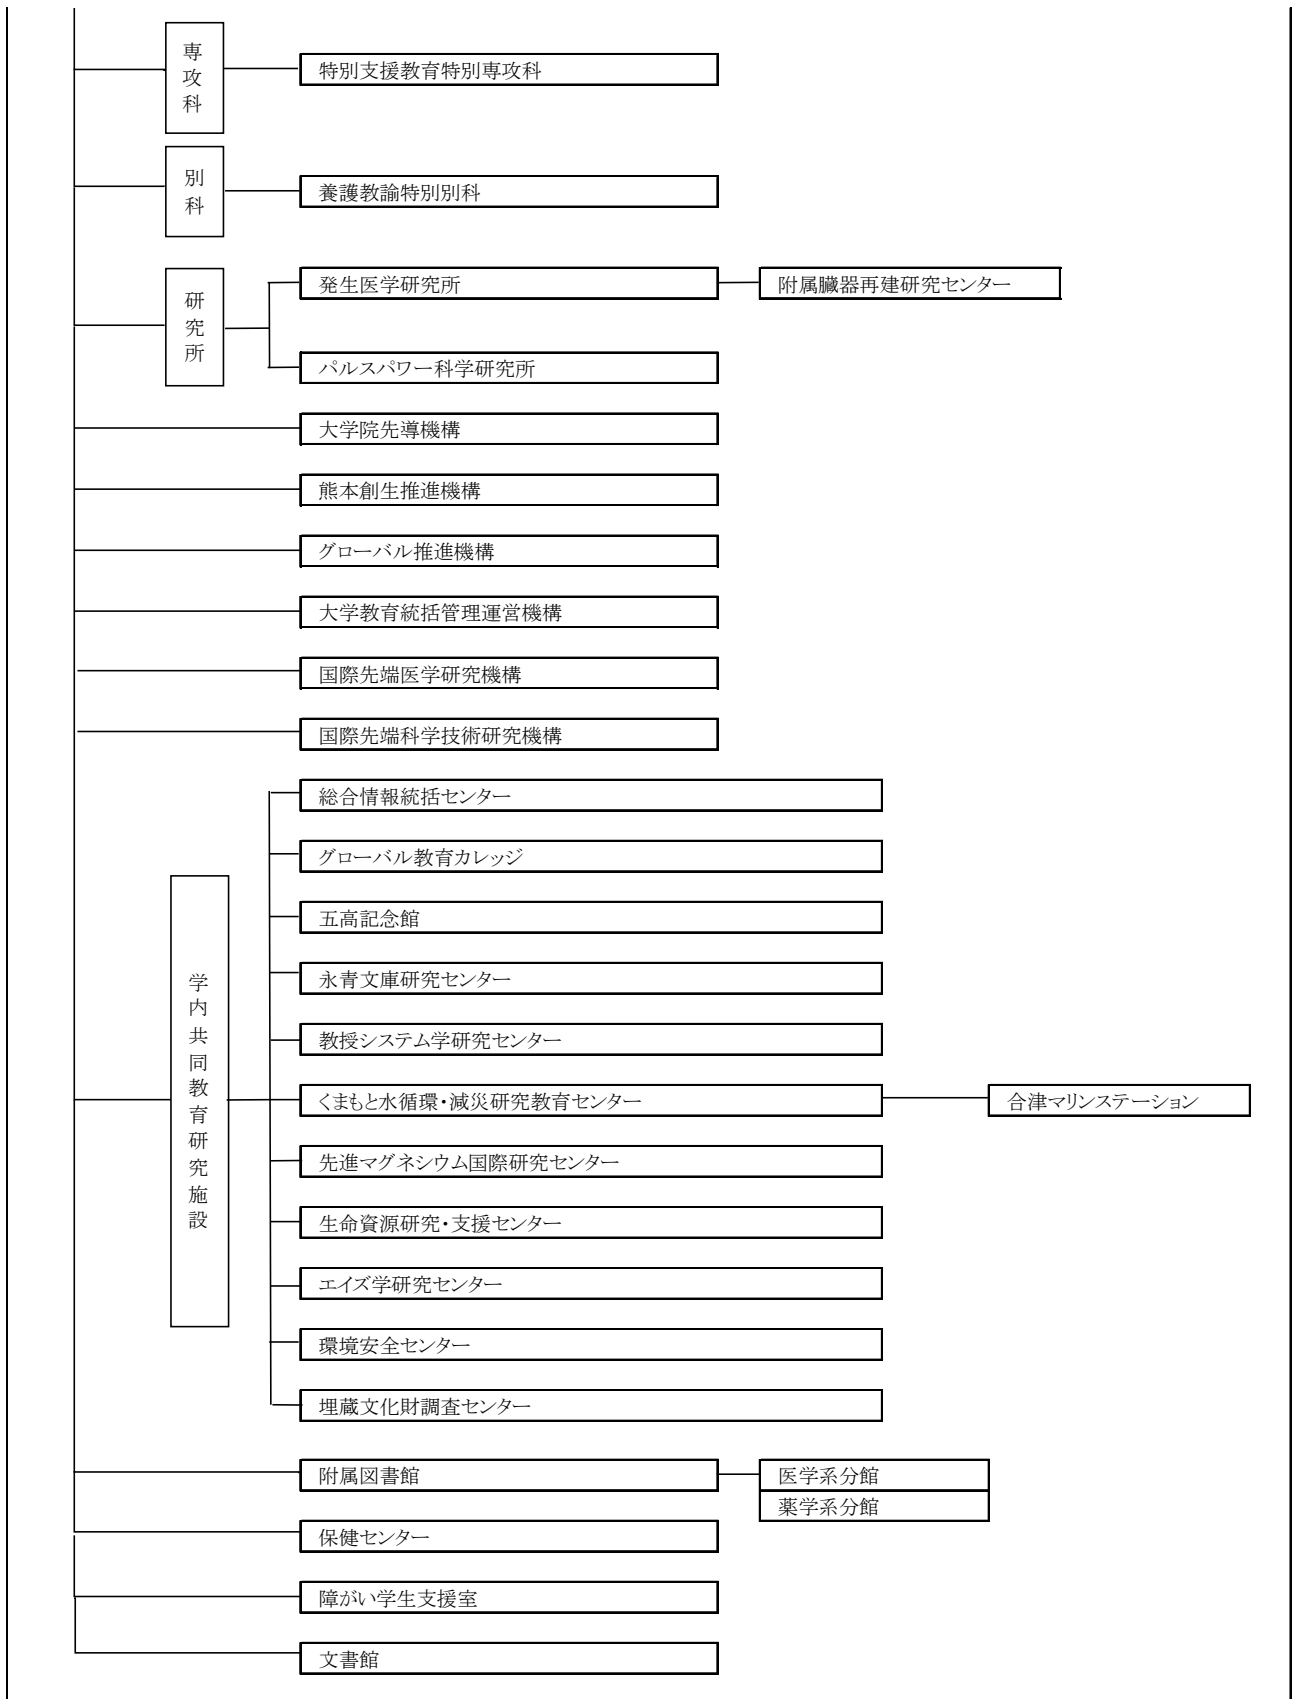 専攻科
特別支援教育特別専攻科
別科
養護教諭特別別科
研究所
発生医学研究所
附属臓器再建研究センター
パルスパワー科学研究所
大学院先導機構
熊本創生推進機構
グローバル推進機構
大学教育統括管理運営機構
国際先端医学研究機構
国際先端科学技術研究機構
学内共同教育研究施設
総合情報統括センター
グローバル教育カレッジ
五高記念館
永青文庫研究センター
教授システム学研究センター
くまもと水循環・減災研究教育センター
合津マリンステーション
先進マグネシウム国際研究センター
生命資源研究・支援センター
エイズ学研究センター
環境安全センター
埋蔵文化財調査センター
附属図書館
医学系分館
薬学系分館
保健センター
障がい学生支援室
文書館